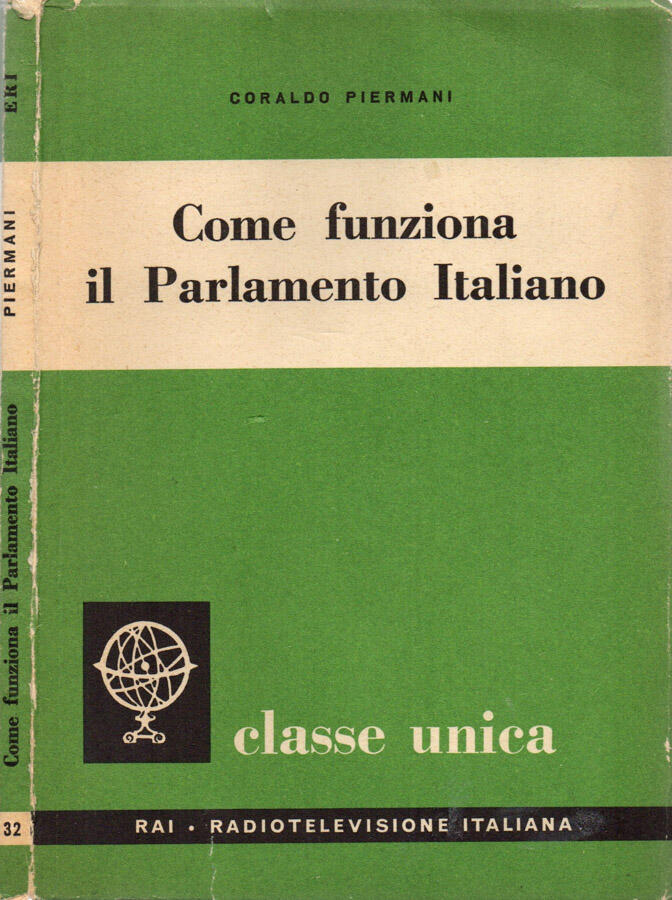 CORALDO PIERMANI
Come funziona
il Parlamento Italiano
classe unica
RAI • RADIOTELEVISIONE ITALIANA
ERI
PIERMANI
Come funziona il Parlamento Italiano
32